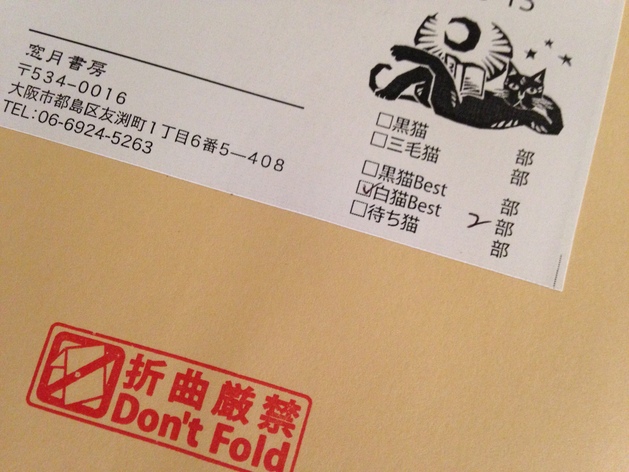 窓月書房
〒534-0016
大阪市都島区友渕町1丁目6番5―408
TEL:06-6924-5263
□黒猫 部
□三毛猫 部
□黒猫Best 部
☑白猫Best 2部
□待ち猫 部
折曲厳禁
Don't Fold